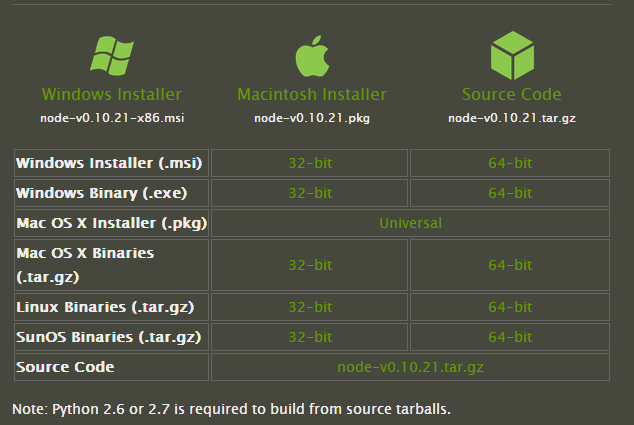 Windows Installer Macintosh Installer Source Code
node-v0.10.21-x86.msi node-v0.10.21.pkg node-v0.10.21.tar.gz
Windows Installer (.msi) 32-bit 64-bit
Windows Binary (.exe) 32-bit 64-bit
Mac OS X Installer (.pkg) Universal
Mac OS X Binaries
(.tar.gz) 32-bit 64-bit
Linux Binaries (.tar.gz) 32-bit 64-bit
SunOS Binaries (.tar.gz) 32-bit 64-bit
Source Code node-v0.10.21.tar.gz
Note: Python 2.6 or 2.7 is required to build from source tarballs.